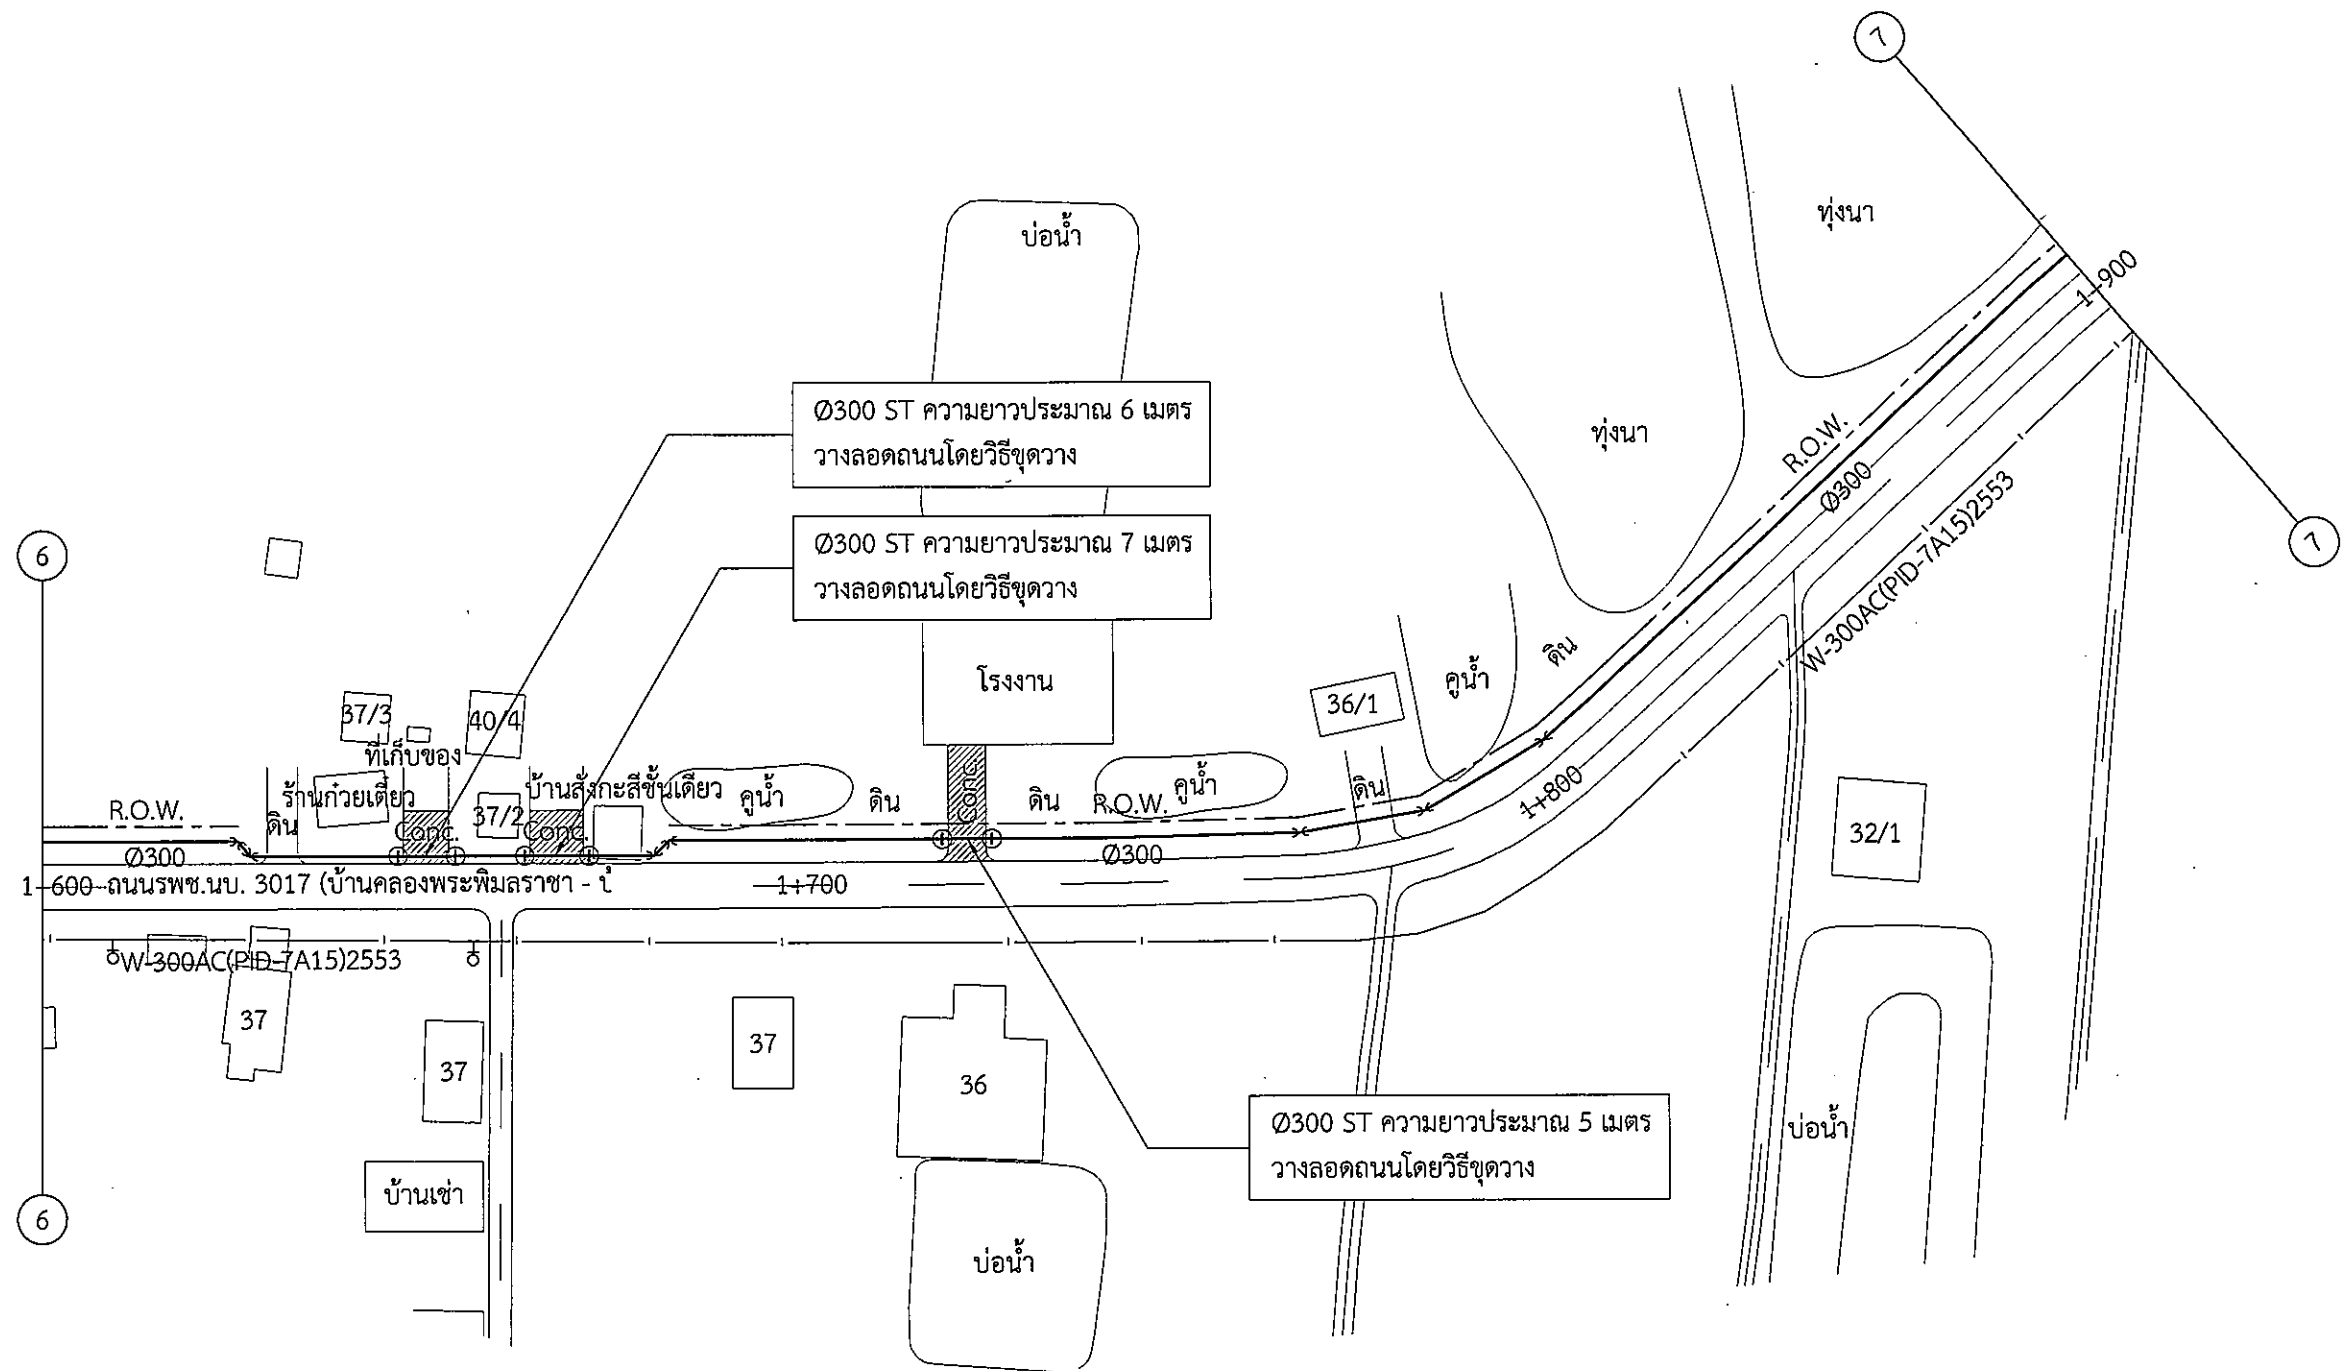 7
ทุ่งนา
บ่อน้ำ
1+900
Ø300 ST ความยาวประมาณ 6 เมตร
วางลอดถนนโดยวิธีขุดวาง
ทุ่งนา
R.O.W.
Ø300
W-300AC(PID-7A15)2553
7
6
Ø300 ST ความยาวประมาณ 7 เมตร
วางลอดถนนโดยวิธีขุดวาง
โรงงาน
ดิน
คูน้ำ
36/1
37/3
40/4
ที่เก็บของ
ร้านก๋วยเตี๋ยว
บ้านสังกะสีชั้นเดียว
37/2
คูน้ำ
ดิน
Conc.
ดิน
R.O.W.
คูน้ำ
ดิน
1+800
R.O.W.
ดิน
Conc.
Conc.
32/1
Ø300
Ø300
1+600
ถนนรพช.นบ. 3017 (บ้านคลองพระพิมลราชา - บ้
1+700
W-300AC(PID-7A15)2553
37
37
37
36
Ø300 ST ความยาวประมาณ 5 เมตร
วางลอดถนนโดยวิธีขุดวาง
บ่อน้ำ
บ้านเช่า
6
บ่อน้ำ